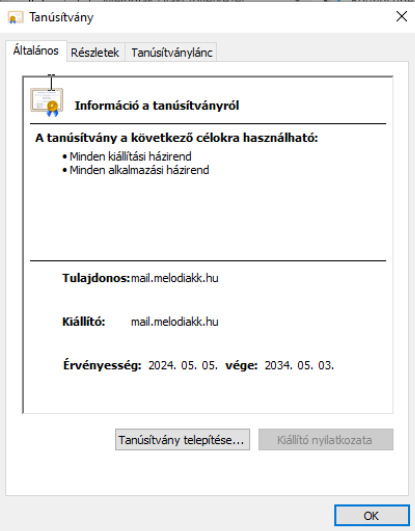 Tanúsítvány
Általános Részletek Tanúsítványlánc
Információ a tanúsítványról
A tanúsítvány a következő célokra használható:
• Minden kiállítási házirend
• Minden alkalmazási házirend
Tulajdonos: mail.melodiakk.hu
Kiállító: mail.melodiakk.hu
Érvényesség: 2024. 05. 05. vége: 2034. 05. 03.
Tanúsítvány telepítése... Kiállító nyilatkozata
OK